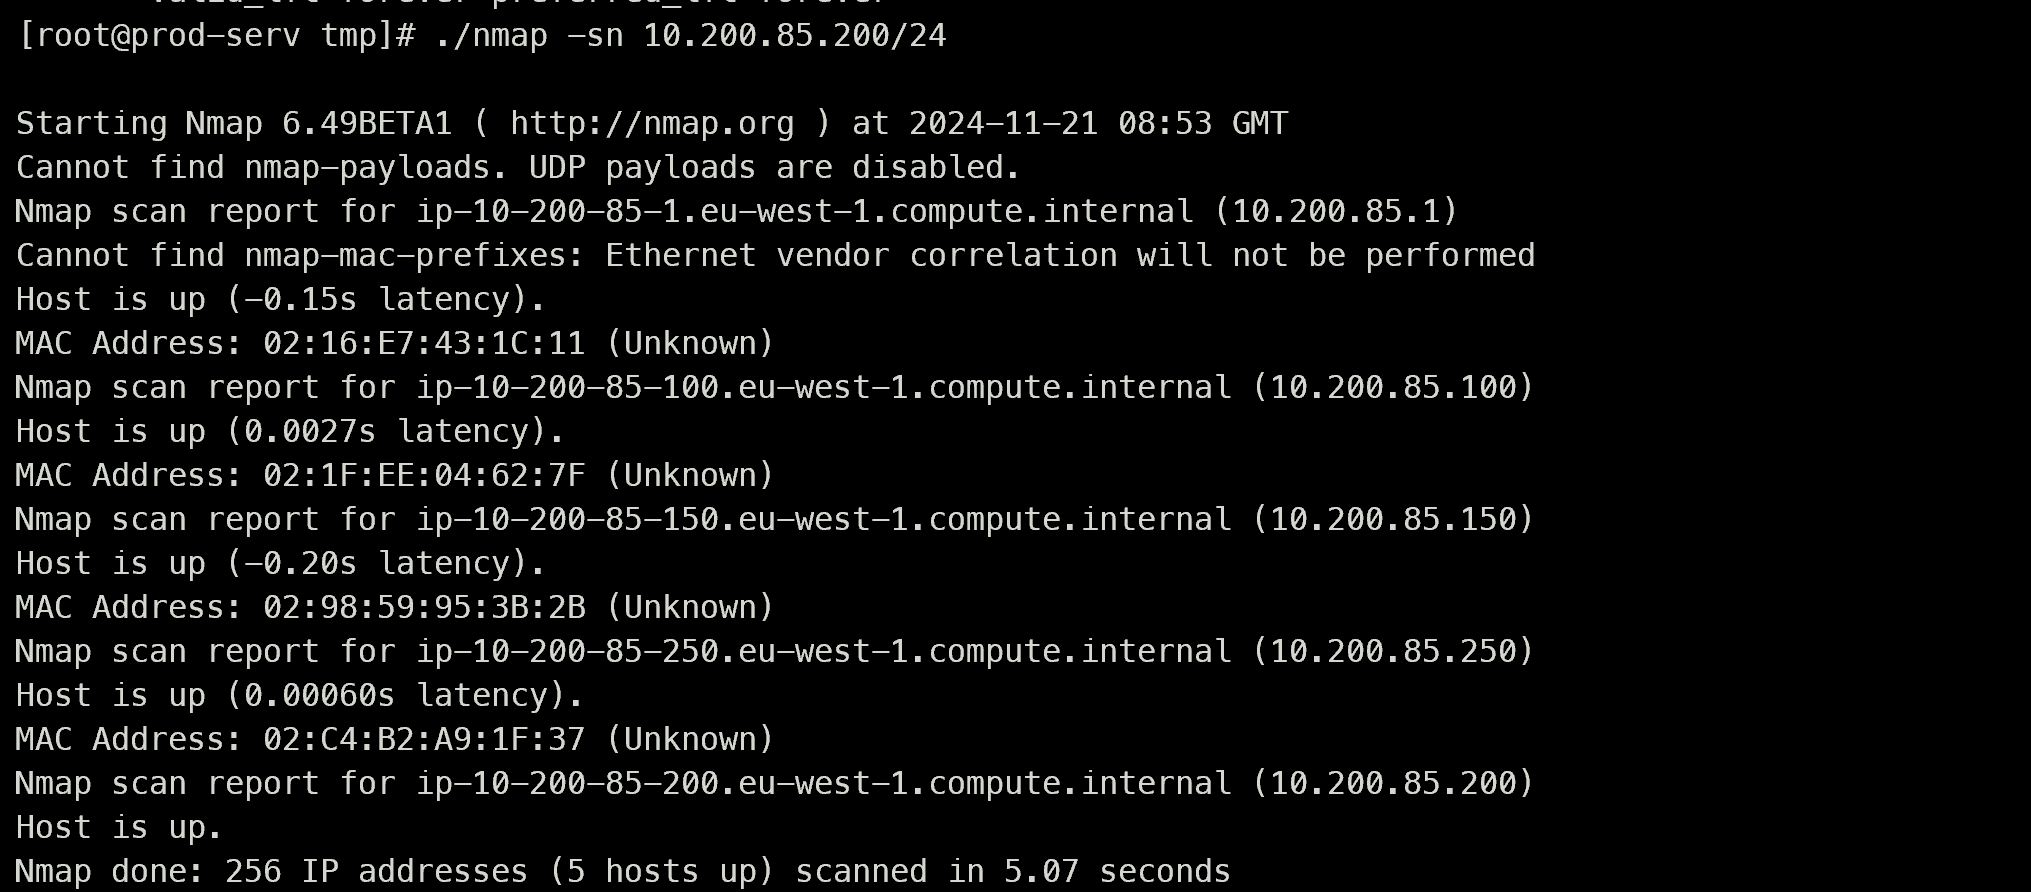 valid_lft forever preferred_lft forever
[root@prod-serv tmp]# ./nmap -sn 10.200.85.200/24
Starting Nmap 6.49BETA1 ( http://nmap.org ) at 2024-11-21 08:53 GMT
Cannot find nmap-payloads. UDP payloads are disabled.
Nmap scan report for ip-10-200-85-1.eu-west-1.compute.internal (10.200.85.1)
Cannot find nmap-mac-prefixes: Ethernet vendor correlation will not be performed
Host is up (-0.15s latency).
MAC Address: 02:16:E7:43:1C:11 (Unknown)
Nmap scan report for ip-10-200-85-100.eu-west-1.compute.internal (10.200.85.100)
Host is up (0.0027s latency).
MAC Address: 02:1F:EE:04:62:7F (Unknown)
Nmap scan report for ip-10-200-85-150.eu-west-1.compute.internal (10.200.85.150)
Host is up (-0.20s latency).
MAC Address: 02:98:59:95:3B:2B (Unknown)
Nmap scan report for ip-10-200-85-250.eu-west-1.compute.internal (10.200.85.250)
Host is up (0.00060s latency).
MAC Address: 02:C4:B2:A9:1F:37 (Unknown)
Nmap scan report for ip-10-200-85-200.eu-west-1.compute.internal (10.200.85.200)
Host is up.
Nmap done: 256 IP addresses (5 hosts up) scanned in 5.07 seconds